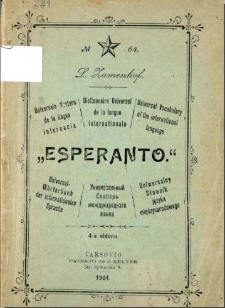 № 64.
L. Zamenhof.
Universala Vortaro
de la lingvo
internacia
Dictionnaire Universel
de la langue
internationale
Universal Vocabulary
of the international
language
„ESPERANTO.“
Universal-
Wörterbuch
der internationalen
Sprache
Универсальный
Словарь
международнаго
языка
Uniwersalny
Słownik
języka
międzynarodowego
4-a eldono.
VARSOVIO
1904.